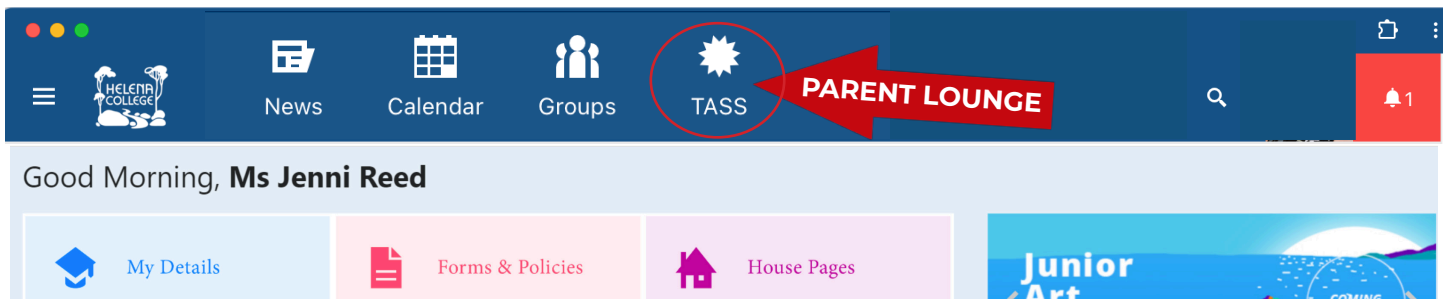 HELENA
COLLEGE
News
Calendar
Groups
TASS
PARENT LOUNGE
1
Good Morning, Ms Jenni Reed
My Details
Forms & Policies
House Pages
Junior
Art
COMING